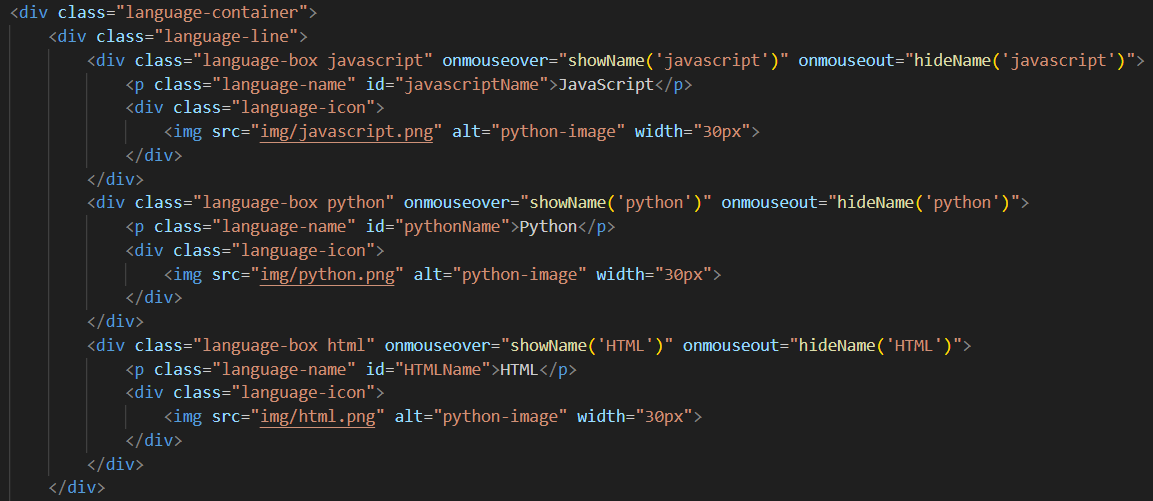 <div class="language-container">
    <div class="language-line">
        <div class="language-box javascript" onmouseover="showName('javascript')" onmouseout="hideName('javascript')">
            <p class="language-name" id="javascriptName">JavaScript</p>
            <div class="language-icon">
                <img src="img/javascript.png" alt="python-image" width="30px">
            </div>
        </div>
        <div class="language-box python" onmouseover="showName('python')" onmouseout="hideName('python')">
            <p class="language-name" id="pythonName">Python</p>
            <div class="language-icon">
                <img src="img/python.png" alt="python-image" width="30px">
            </div>
        </div>
        <div class="language-box html" onmouseover="showName('HTML')" onmouseout="hideName('HTML')">
            <p class="language-name" id="HTMLName">HTML</p>
            <div class="language-icon">
                <img src="img/html.png" alt="python-image" width="30px">
            </div>
        </div>
    </div>